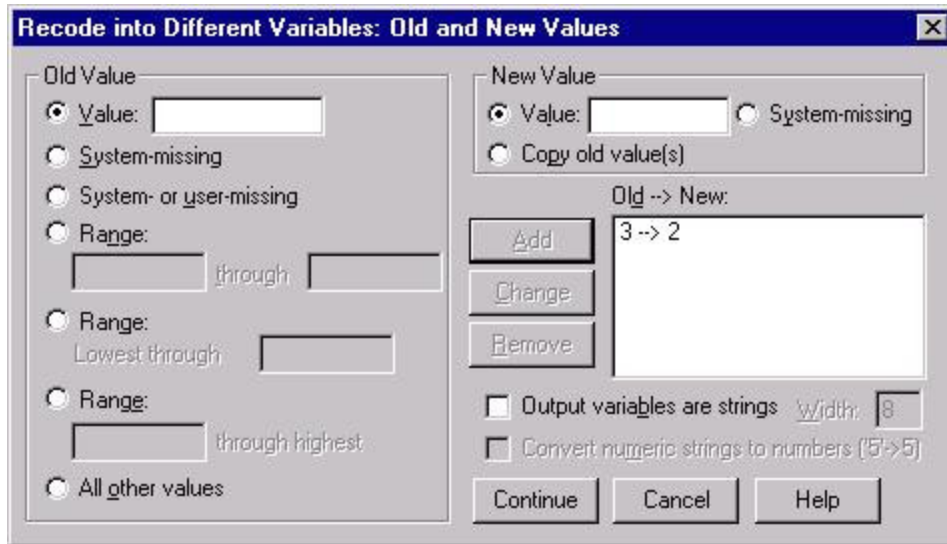 Recode into Different Variables: Old and New Values
Old Value
Value:
System-missing
System- or user-missing
Range:
through
Range:
Lowest through
Range:
through highest
All other values
New Value
Value:
System-missing
Copy old value(s)
Old --> New:
3 --> 2
Add
Change
Remove
Output variables are strings Width: 8
Convert numeric strings to numbers ('5'->5)
Continue Cancel Help